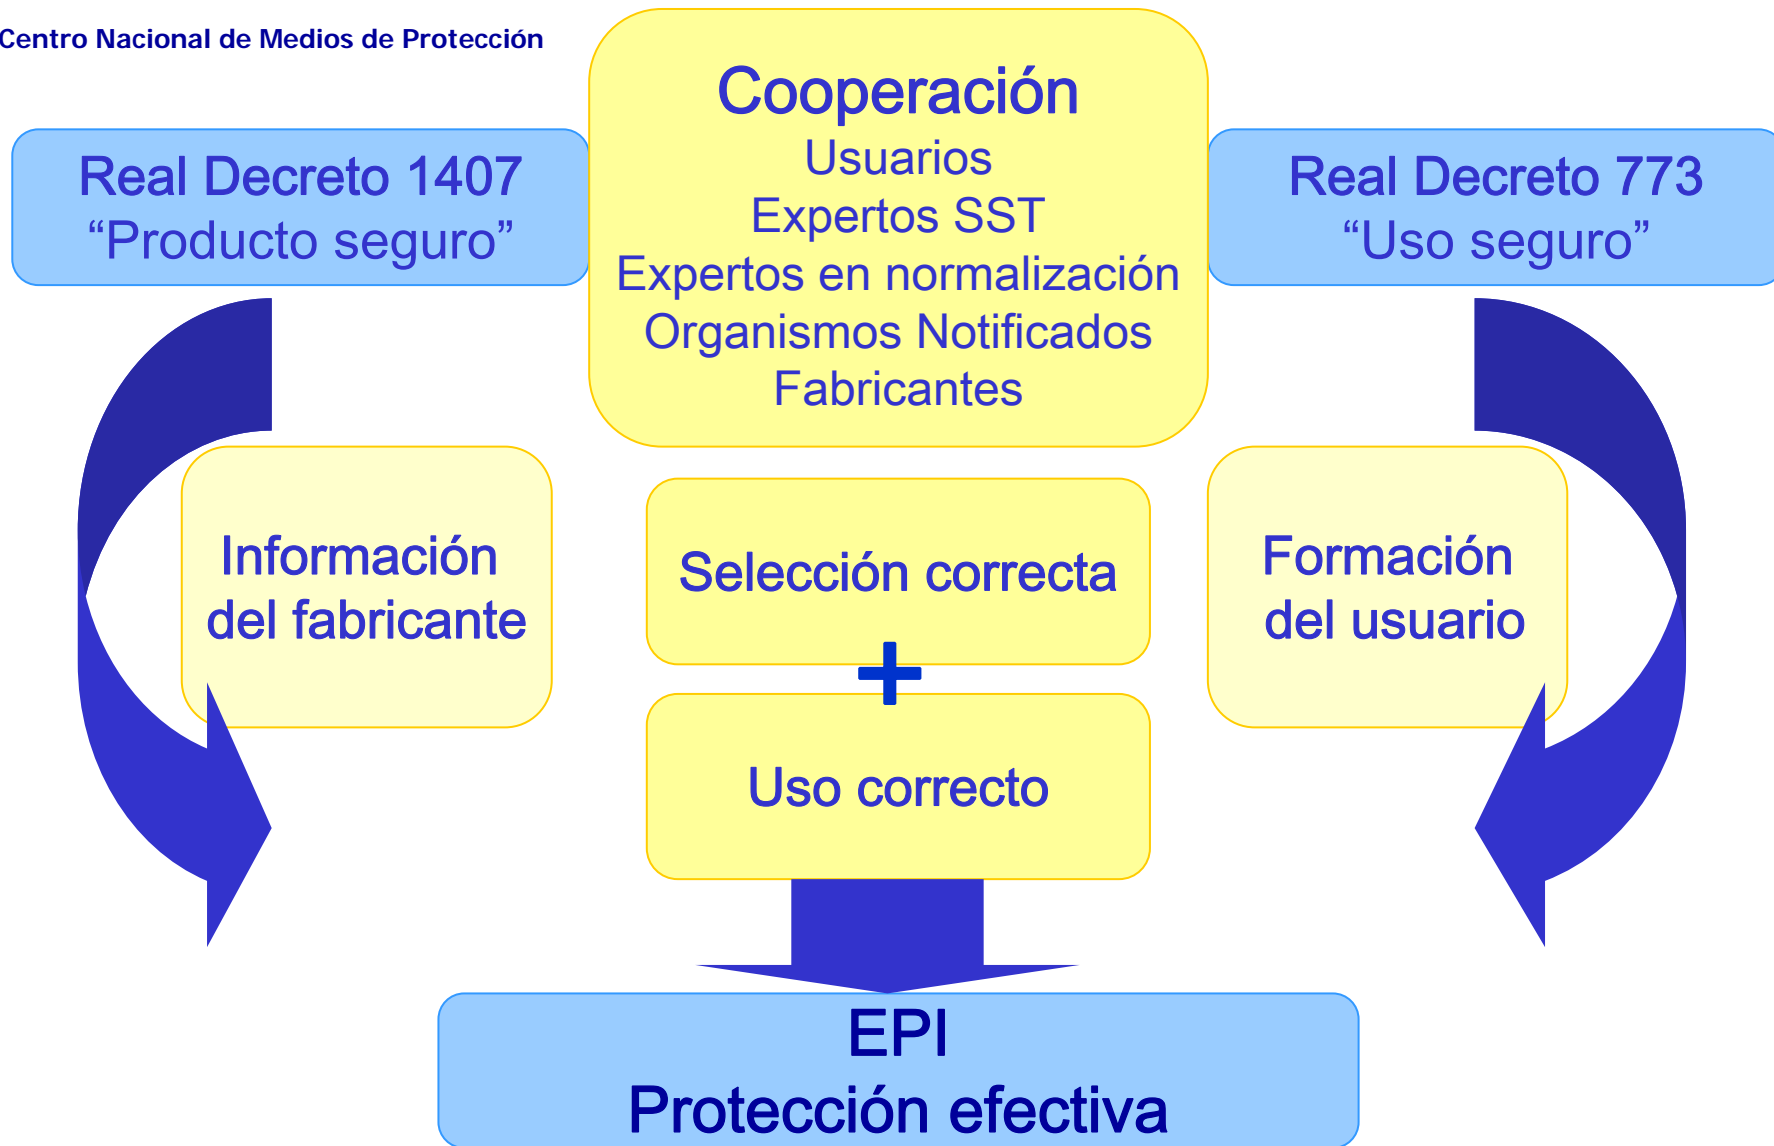 Centro Nacional de Medios de Protección
Cooperación
Usuarios
Expertos SST
Expertos en normalización
Organismos Notificados
Fabricantes
Real Decreto 1407
“Producto seguro”
Real Decreto 773
“Uso seguro”
Información
del fabricante
Selección correcta
+
Uso correcto
Formación
del usuario
EPI
Protección efectiva